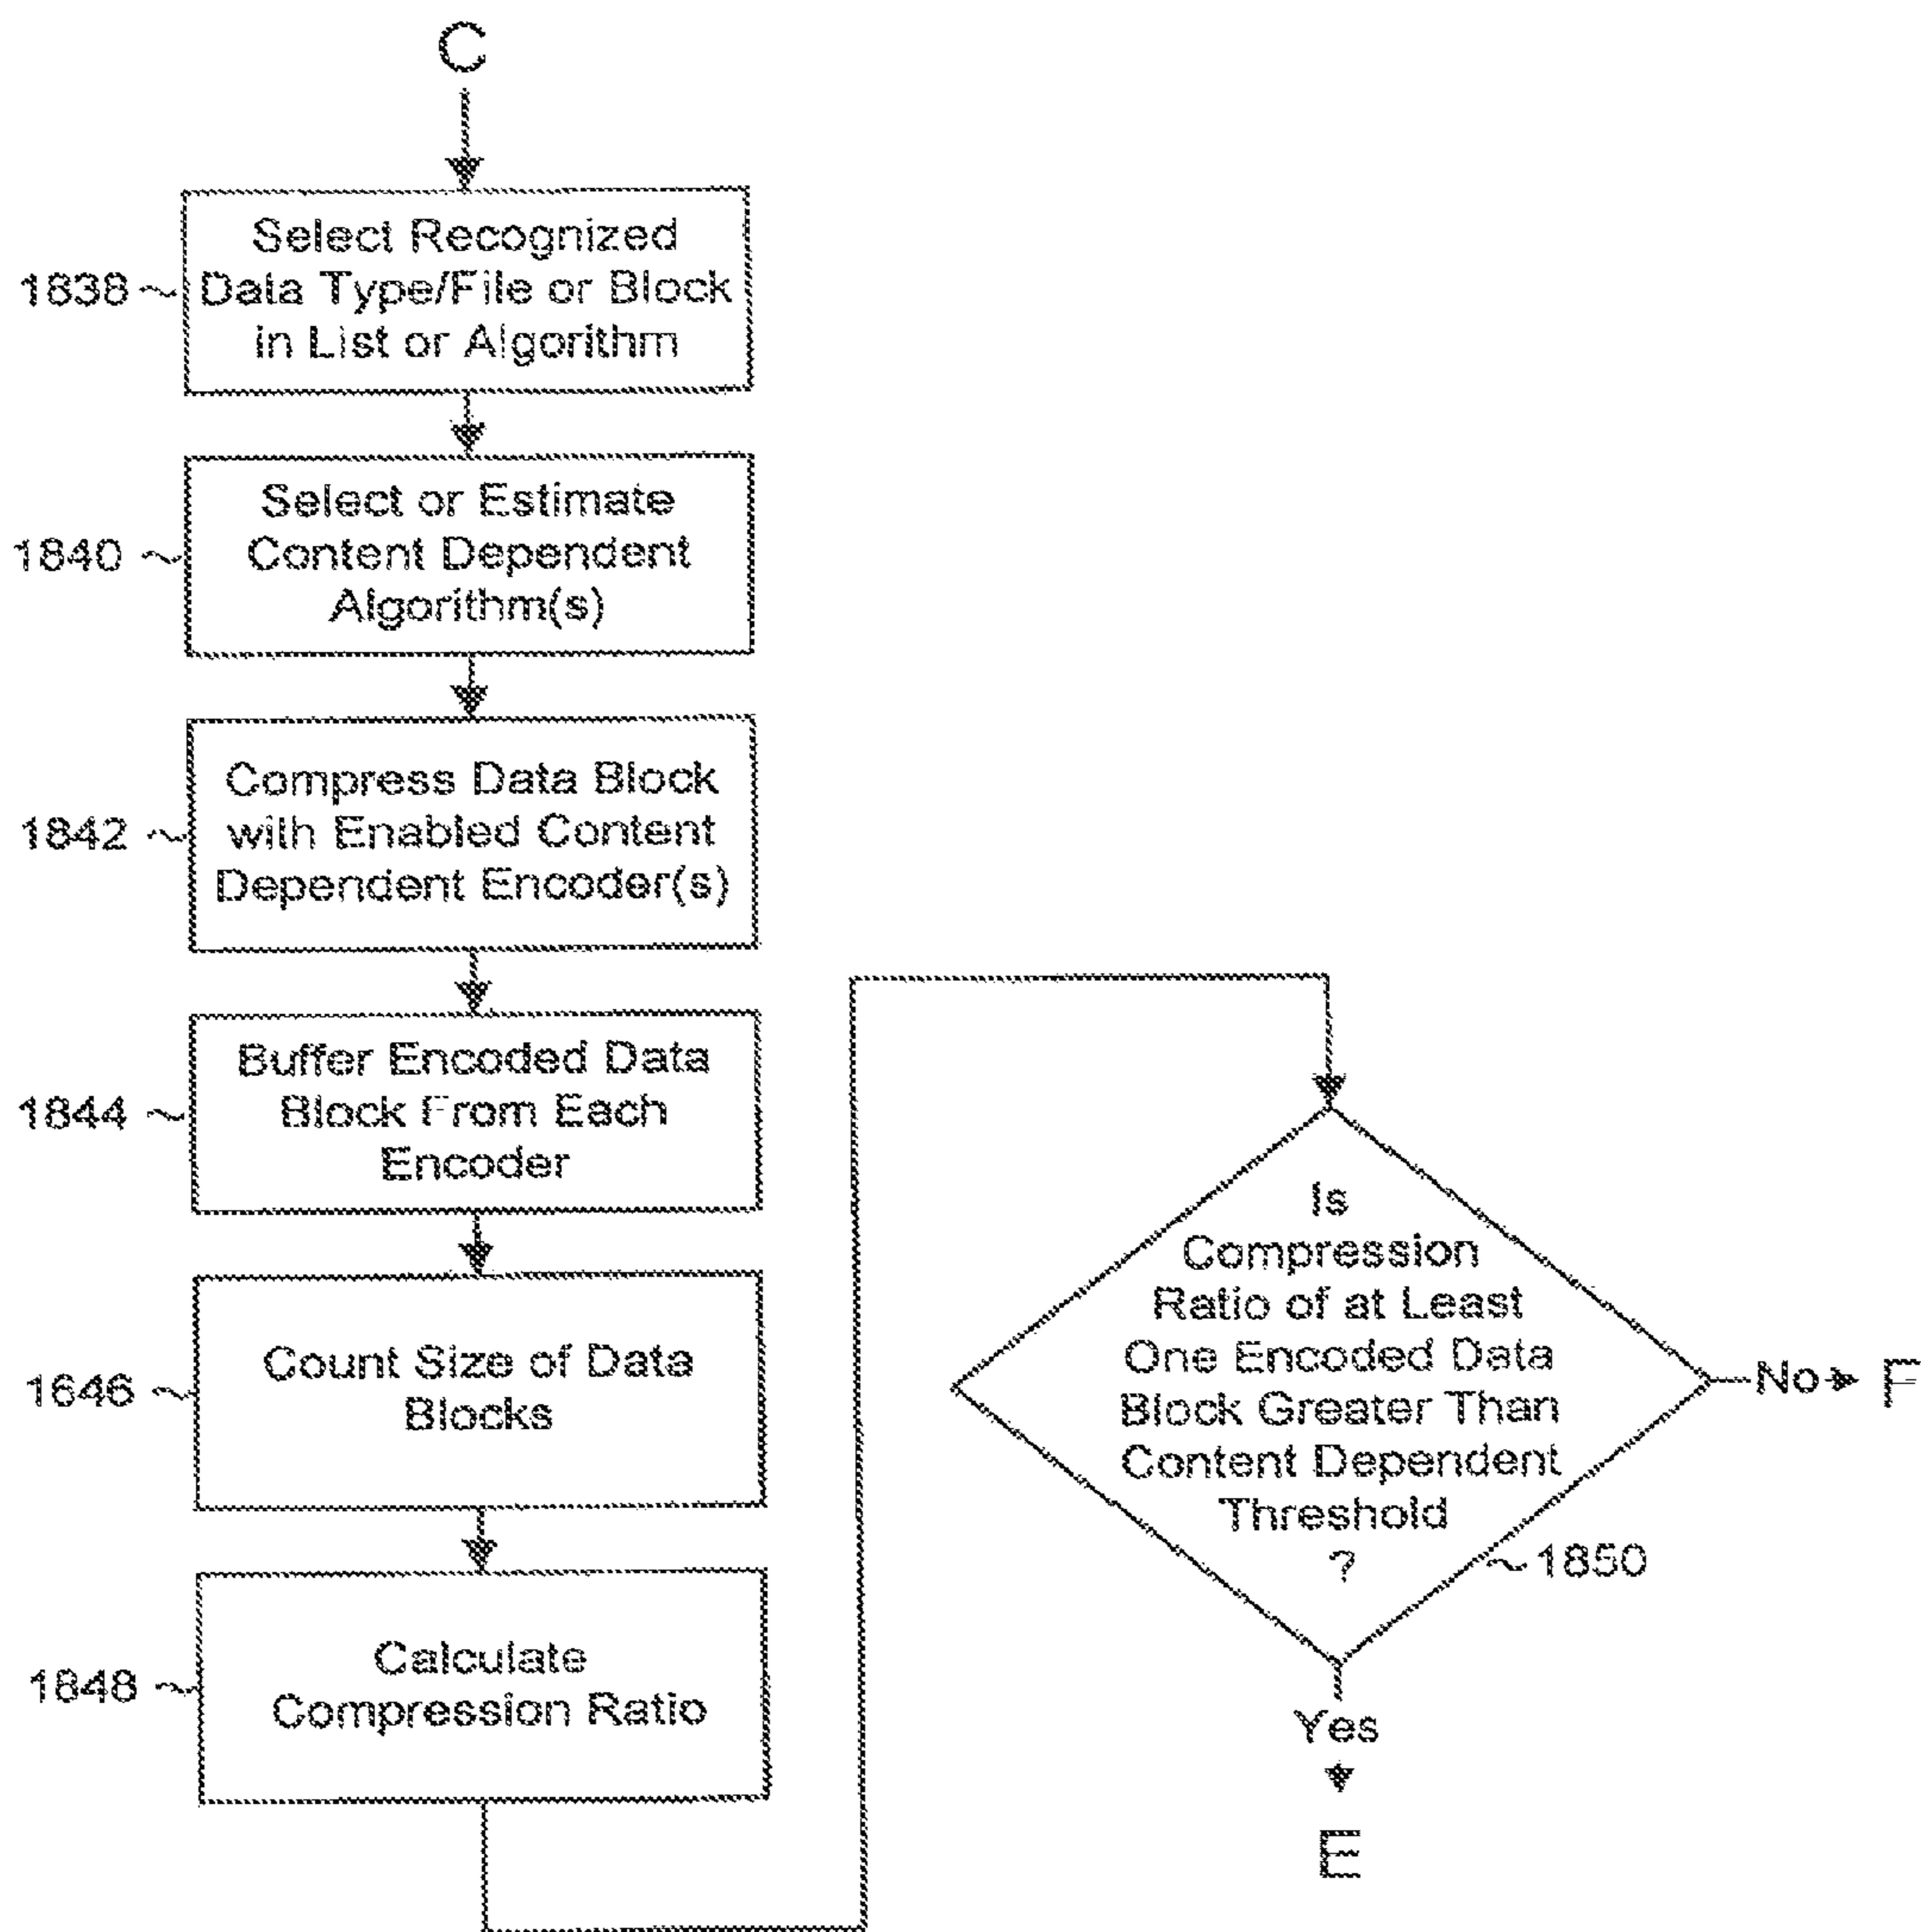 C
1838
Select Recognized
Data Type/File or Block
in List or Algorithm
1840
Select or Estimate
Content Dependent
Algorithm(s)
1842
Compress Data Block
with Enabled Content
Dependent Encoder(s)
1844
Buffer Encoded Data
Block From Each
Encoder
1646
Count Size of Data
Blocks
1848
Calculate
Compression Ratio
Is
Compression
Ratio of at Least
One Encoded Data
Block Greater Than
Content Dependent
Threshold
?
1850
No
F
Yes
E